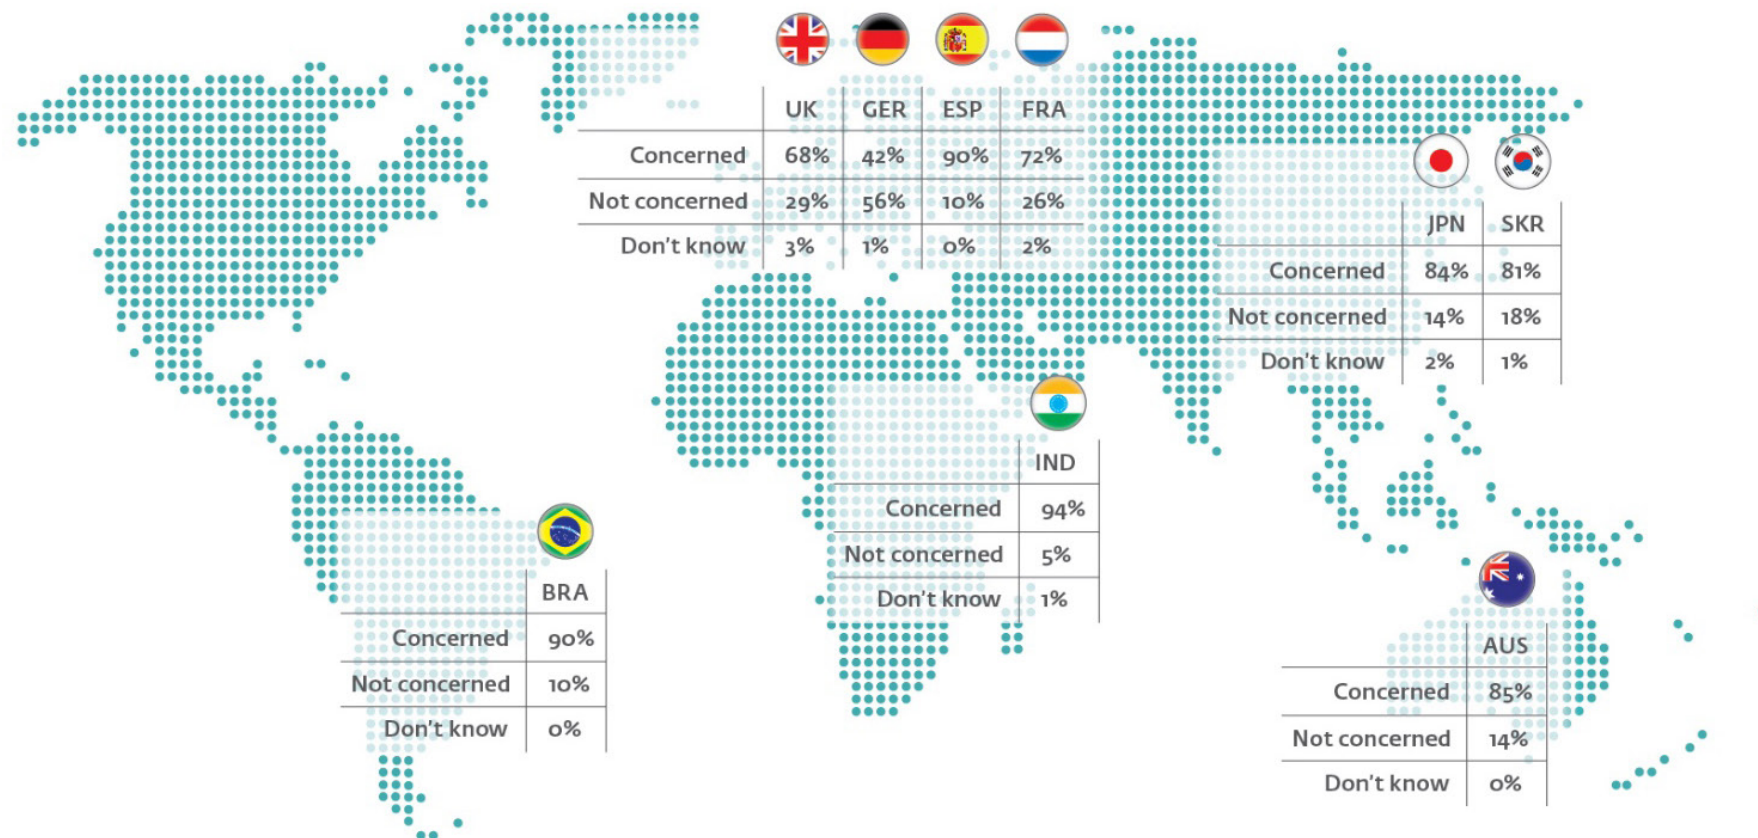 UK GER ESP FRA
Concerned 68% 42% 90% 72%
Not concerned 29% 56% 10% 26%
Don't know 3% 1% 0% 2%
JPN SKR
Concerned 84% 81%
Not concerned 14% 18%
Don't know 2% 1%
IND
Concerned 94%
Not concerned 5%
Don't know 1%
BRA
Concerned 90%
Not concerned 10%
Don't know 0%
AUS
Concerned 85%
Not concerned 14%
Don't know 0%